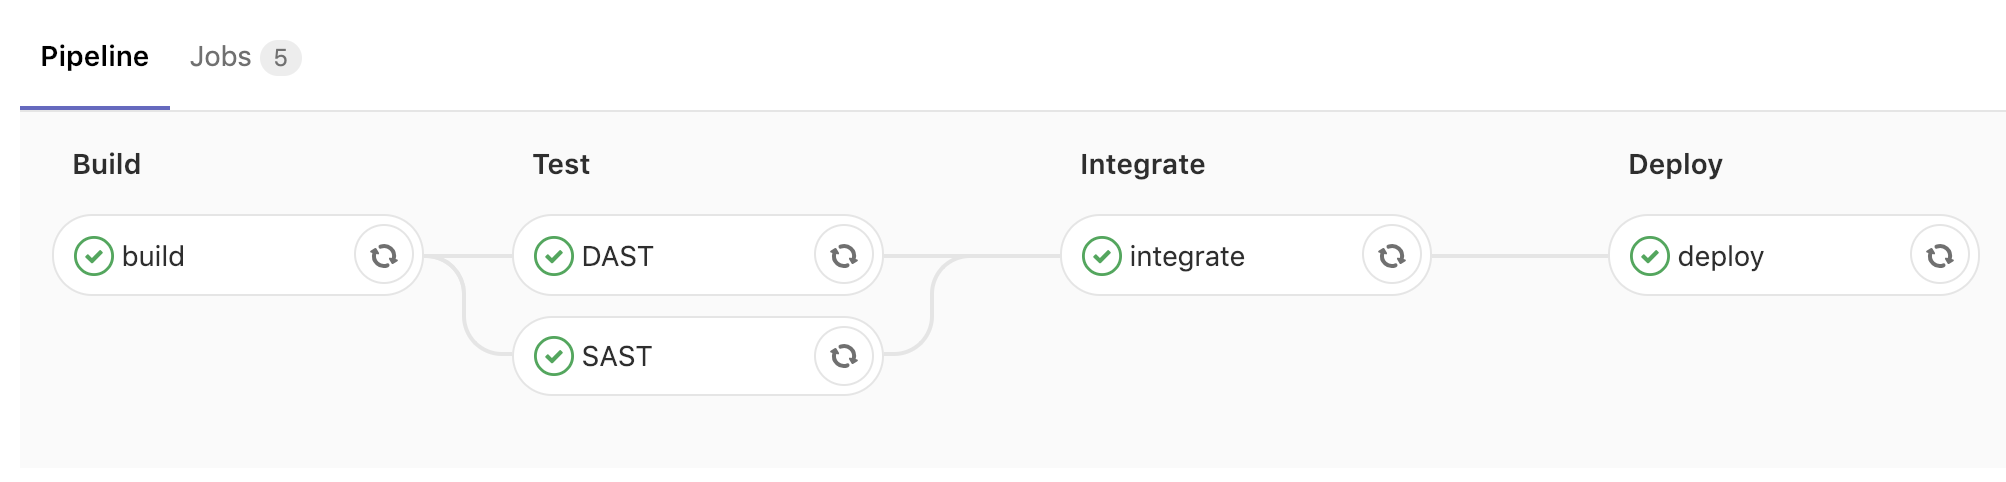 Pipeline Jobs 5
Build Test Integrate Deploy
build DAST integrate deploy
SAST